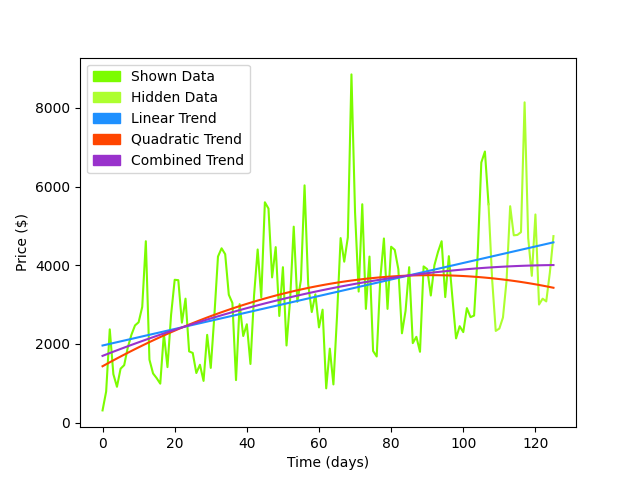 Shown Data
Hidden Data
Linear Trend
Quadratic Trend
Combined Trend
Price ($)
8000
6000
4000
2000
0
0 20 40 60 80 100 120
Time (days)